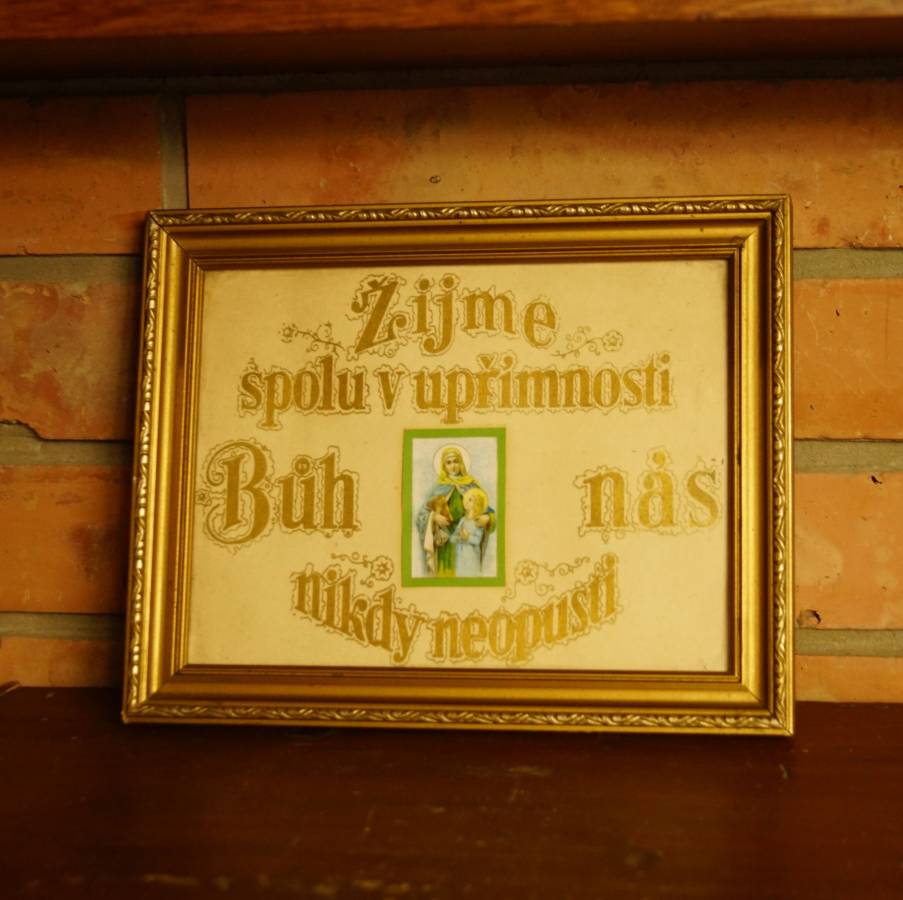 Žijme
spolu v upřimnosti
Bůh nás
nikdy neopustí